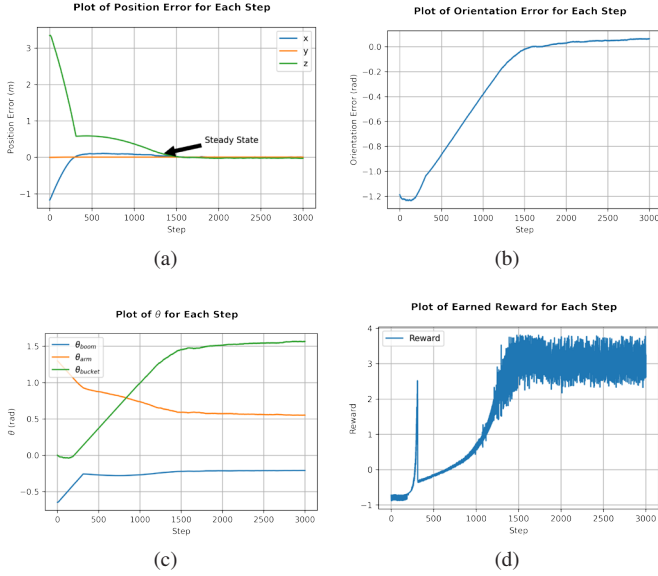 Plot of Position Error for Each Step
Position Error (m)
3
2
1
0
−1
x
y
z
Steady State
0 500 1000 1500 2000 2500 3000
Step
(a)
Plot of Orientation Error for Each Step
Orientation Error (rad)
0.0
−0.2
−0.4
−0.6
−0.8
−1.0
−1.2
0 500 1000 1500 2000 2500 3000
Step
(b)
Plot of θ for Each Step
θ (rad)
1.5
1.0
0.5
0.0
−0.5
θboom
θarm
θbucket
0 500 1000 1500 2000 2500 3000
Step
(c)
Plot of Earned Reward for Each Step
Reward
4
3
2
1
0
−1
Reward
0 500 1000 1500 2000 2500 3000
Step
(d)